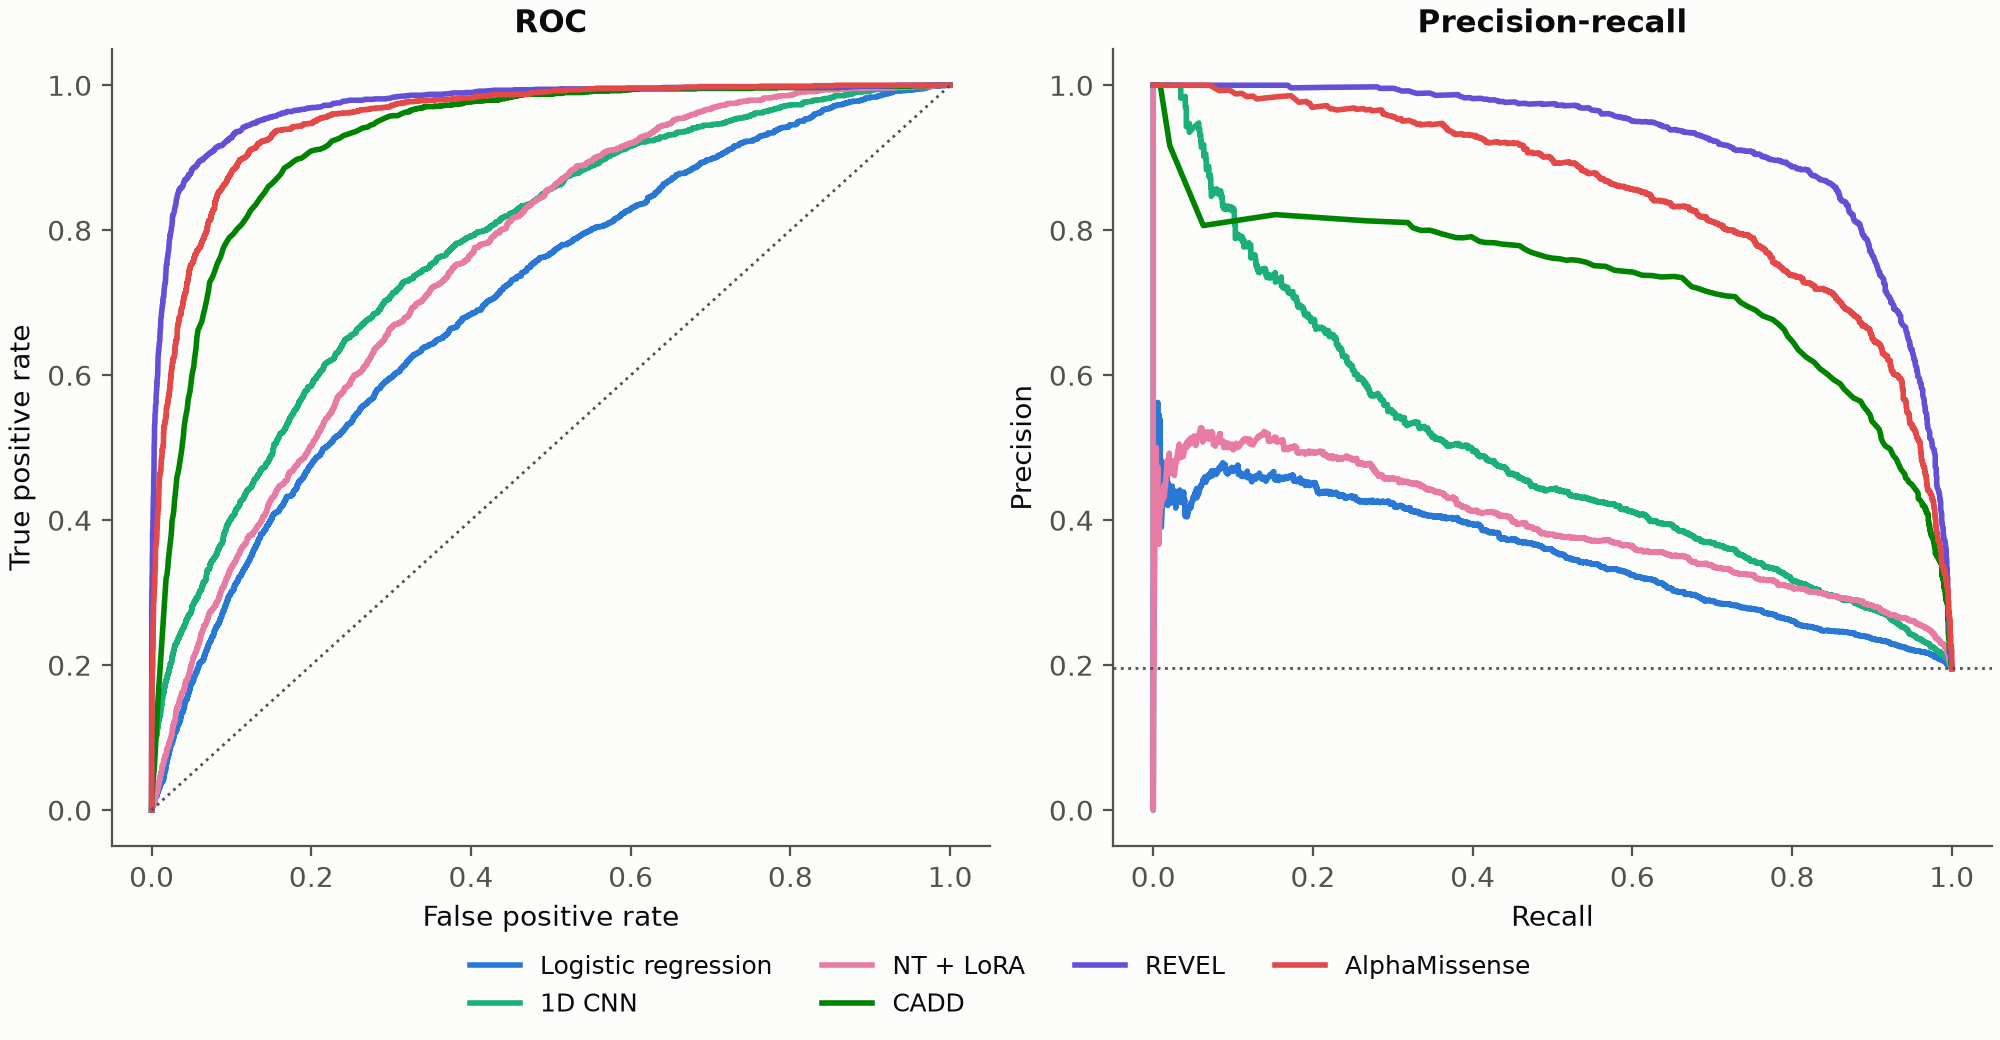 ROC
Precision-recall
1.0
0.8
0.6
0.4
0.2
0.0
True positive rate
0.0 0.2 0.4 0.6 0.8 1.0
False positive rate
1.0
0.8
0.6
0.4
0.2
0.0
Precision
0.0 0.2 0.4 0.6 0.8 1.0
Recall
Logistic regression NT + LoRA REVEL AlphaMissense
1D CNN CADD